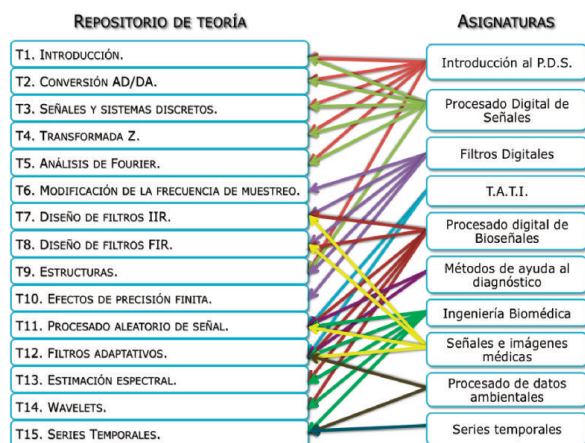 REPOSITORIO DE TEORÍA
T1. INTRODUCCIÓN.
T2. CONVERSIÓN AD/DA.
T3. SEÑALES Y SISTEMAS DISCRETOS.
T4. TRANSFORMADA Z.
T5. ANÁLISIS DE FOURIER.
T6. MODIFICACIÓN DE LA FRECUENCIA DE MUESTREO.
T7. DISEÑO DE FILTROS IIR.
T8. DISEÑO DE FILTROS FIR.
T9. ESTRUCTURAS.
T10. EFECTOS DE PRECISIÓN FINITA.
T11. PROCESADO ALEATORIO DE SEÑAL.
T12. FILTROS ADAPTATIVOS.
T13. ESTIMACIÓN ESPECTRAL.
T14. WAVELETS.
T15. SERIES TEMPORALES.
ASIGNATURAS
Introducción al P.D.S.
Procesado Digital de
Señales
Filtros Digitales
T.A.T.I.
Procesado digital de
Bioseñales
Métodos de ayuda al
diagnóstico
Ingeniería Biomédica
Señales e imágenes
médicas
Procesado de datos
ambientales
Series temporales